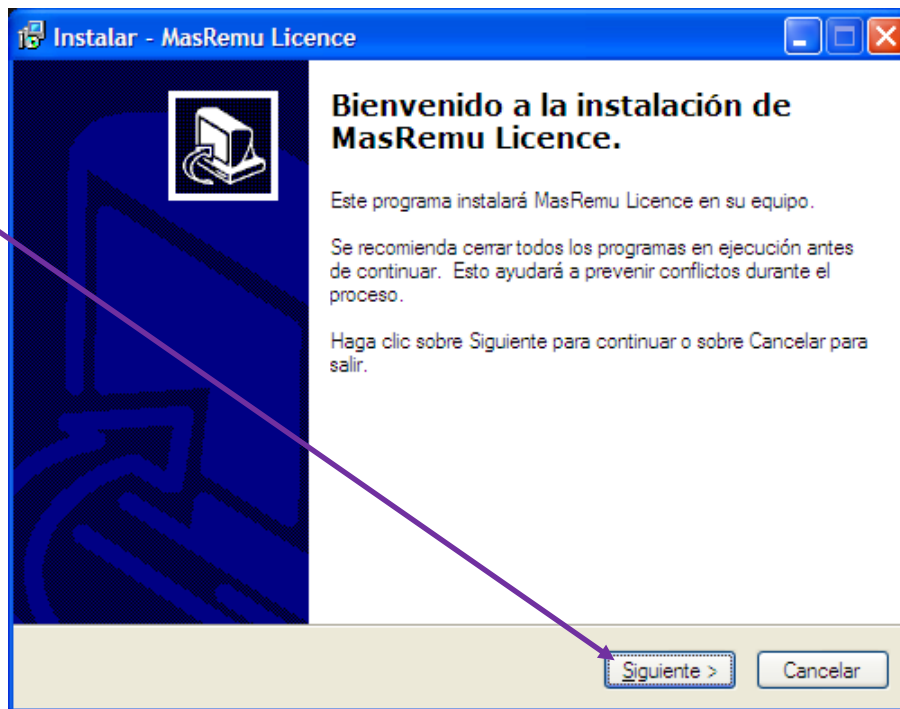 Instalar - MasRemu Licence
Bienvenido a la instalación de
MasRemu Licence.
Este programa instalará MasRemu Licence en su equipo.
Se recomienda cerrar todos los programas en ejecución antes
de continuar. Esto ayudará a prevenir conflictos durante el
proceso.
Haga clic sobre Siguiente para continuar o sobre Cancelar para
salir.
Siguiente >
Cancelar